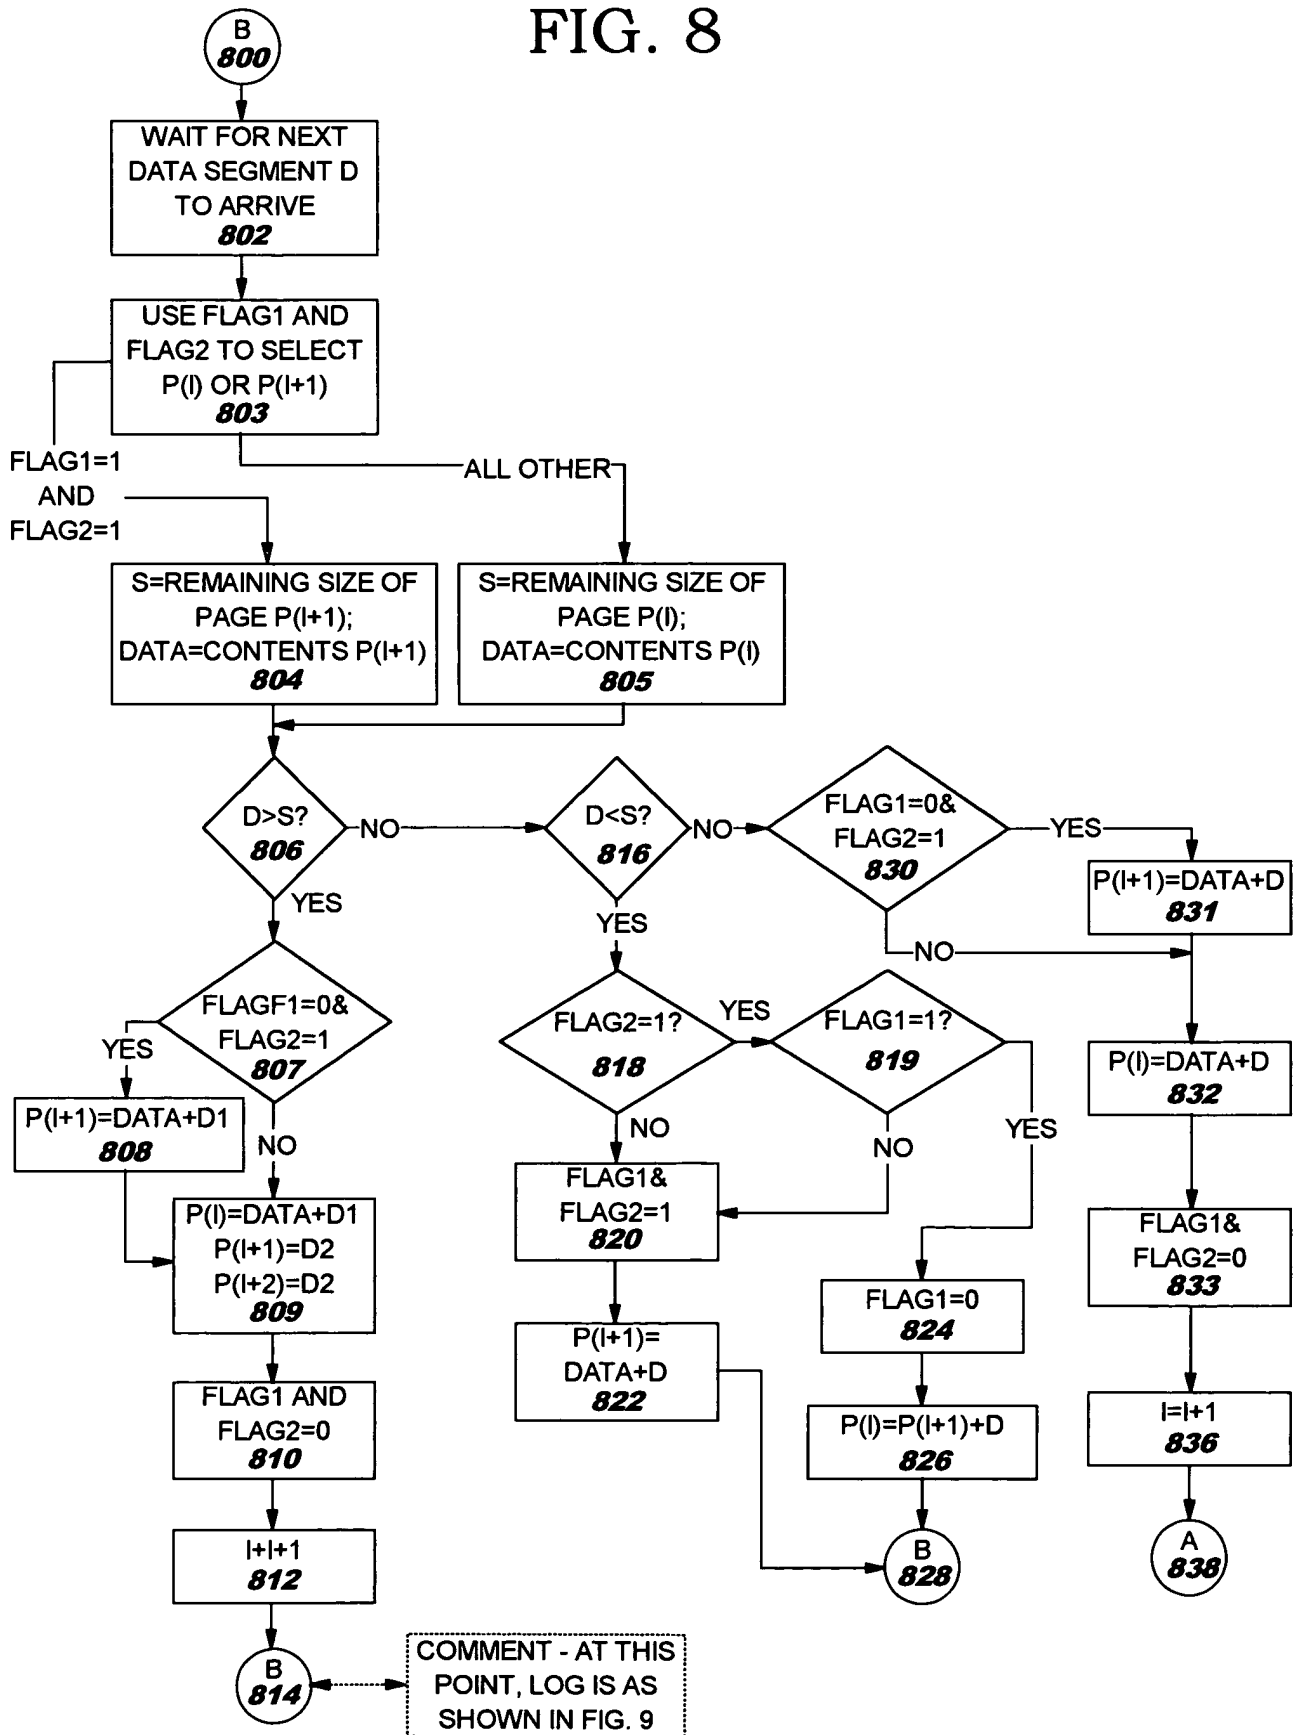 FIG. 8
B
800
WAIT FOR NEXT
DATA SEGMENT D
TO ARRIVE
802
USE FLAG1 AND
FLAG2 TO SELECT
P(I) OR P(I+1)
803
FLAG1=1
AND
FLAG2=1
ALL OTHER
S=REMAINING SIZE OF
PAGE P(I+1);
DATA=CONTENTS P(I+1)
804
S=REMAINING SIZE OF
PAGE P(I);
DATA=CONTENTS P(I)
805
D>S?
806
NO
YES
D<S?
816
NO
YES
FLAG1=0&
FLAG2=1
830
YES
NO
P(I+1)=DATA+D
831
FLAGF1=0&
FLAG2=1
807
YES
NO
P(I+1)=DATA+D1
808
FLAG2=1?
818
YES
NO
FLAG1=1?
819
NO
YES
P(I)=DATA+D
832
P(I)=DATA+D1
P(I+1)=D2
P(I+2)=D2
809
FLAG1&
FLAG2=1
820
FLAG1&
FLAG2=0
833
FLAG1=0
824
P(I+1)=
DATA+D
822
FLAG1 AND
FLAG2=0
810
P(I)=P(I+1)+D
826
I=I+1
836
I+I+1
812
B
828
A
838
B
814
COMMENT - AT THIS
POINT, LOG IS AS
SHOWN IN FIG. 9